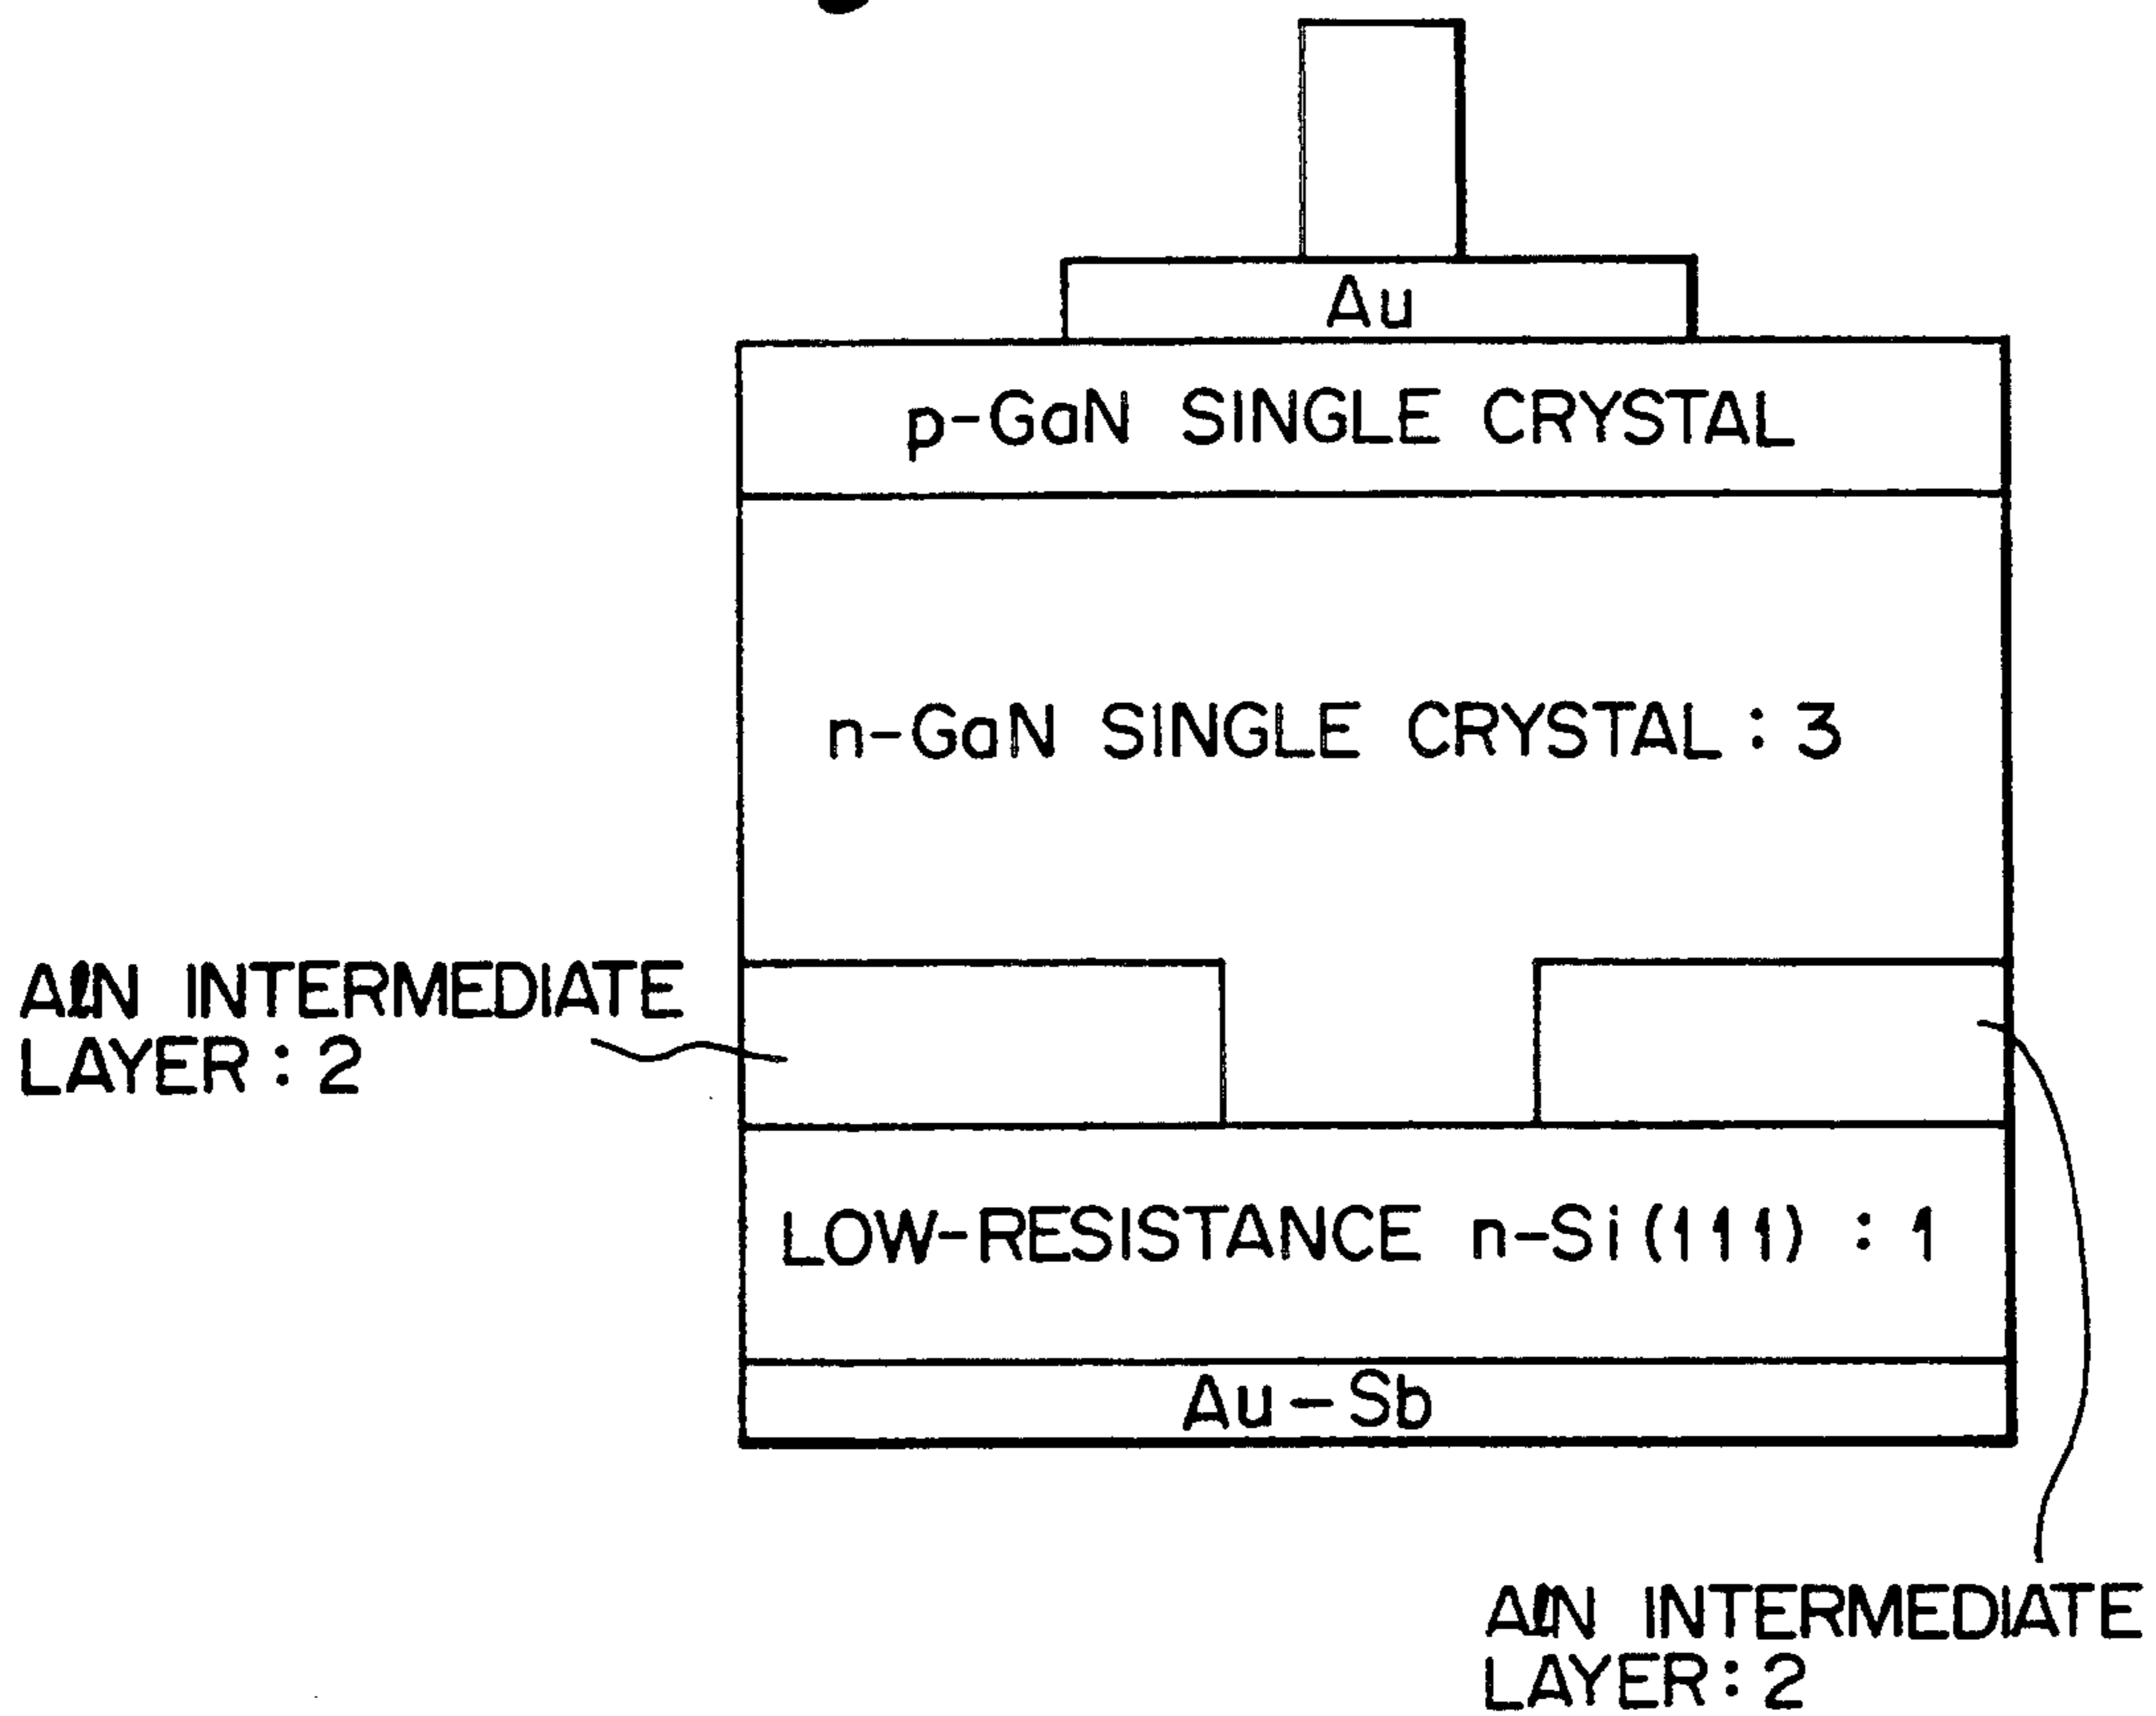 Au
p-GaN SINGLE CRYSTAL
n-GaN SINGLE CRYSTAL : 3
AlN INTERMEDIATE
LAYER : 2
LOW-RESISTANCE n-Si(111) : 1
Au-Sb
AlN INTERMEDIATE
LAYER : 2